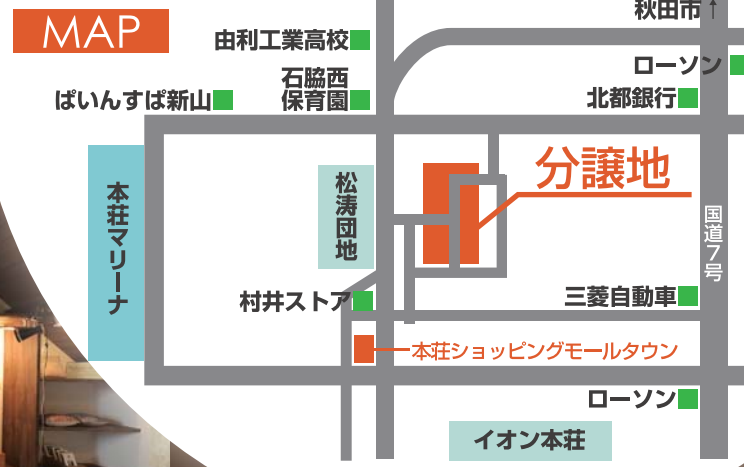 MAP
秋田市↑
由利工業高校
ローソン
石脇西
保育園
ぱいんすぱ新山
北都銀行
分譲地
松涛団地
本荘マリーナ
国道7号
村井ストア
三菱自動車
本荘ショッピングモールタウン
ローソン
イオン本荘